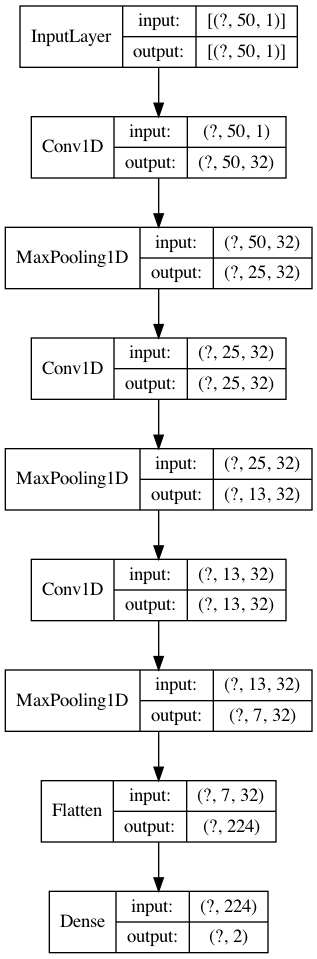 InputLayer
input: [(?, 50, 1)]
output: [(?, 50, 1)]
Conv1D
input: (?, 50, 1)
output: (?, 50, 32)
MaxPooling1D
input: (?, 50, 32)
output: (?, 25, 32)
Conv1D
input: (?, 25, 32)
output: (?, 25, 32)
MaxPooling1D
input: (?, 25, 32)
output: (?, 13, 32)
Conv1D
input: (?, 13, 32)
output: (?, 13, 32)
MaxPooling1D
input: (?, 13, 32)
output: (?, 7, 32)
Flatten
input: (?, 7, 32)
output: (?, 224)
Dense
input: (?, 224)
output: (?, 2)